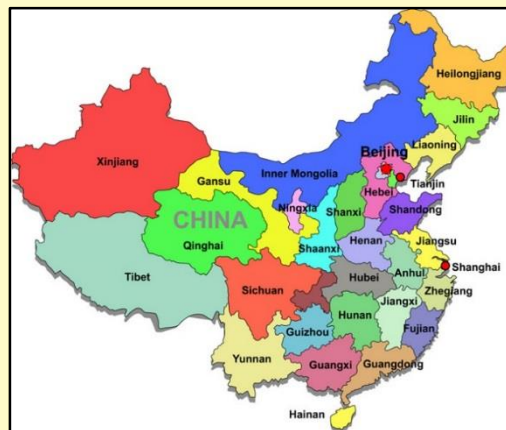 Heilongjiang
Jilin
Liaoning
Beijing
Xinjiang
Inner Mongolia
Gansu
Tianjin
Hebei
Ningxia
Shanxi
Shandong
CHINA
Qinghai
Shaanxi
Henan
Jiangsu
Tibet
Shanghai
Anhui
Hubei
Sichuan
Zhegiang
Jiangxi
Hunan
Guizhou
Fujian
Yunnan
Guangxi
Guangdong
Hainan